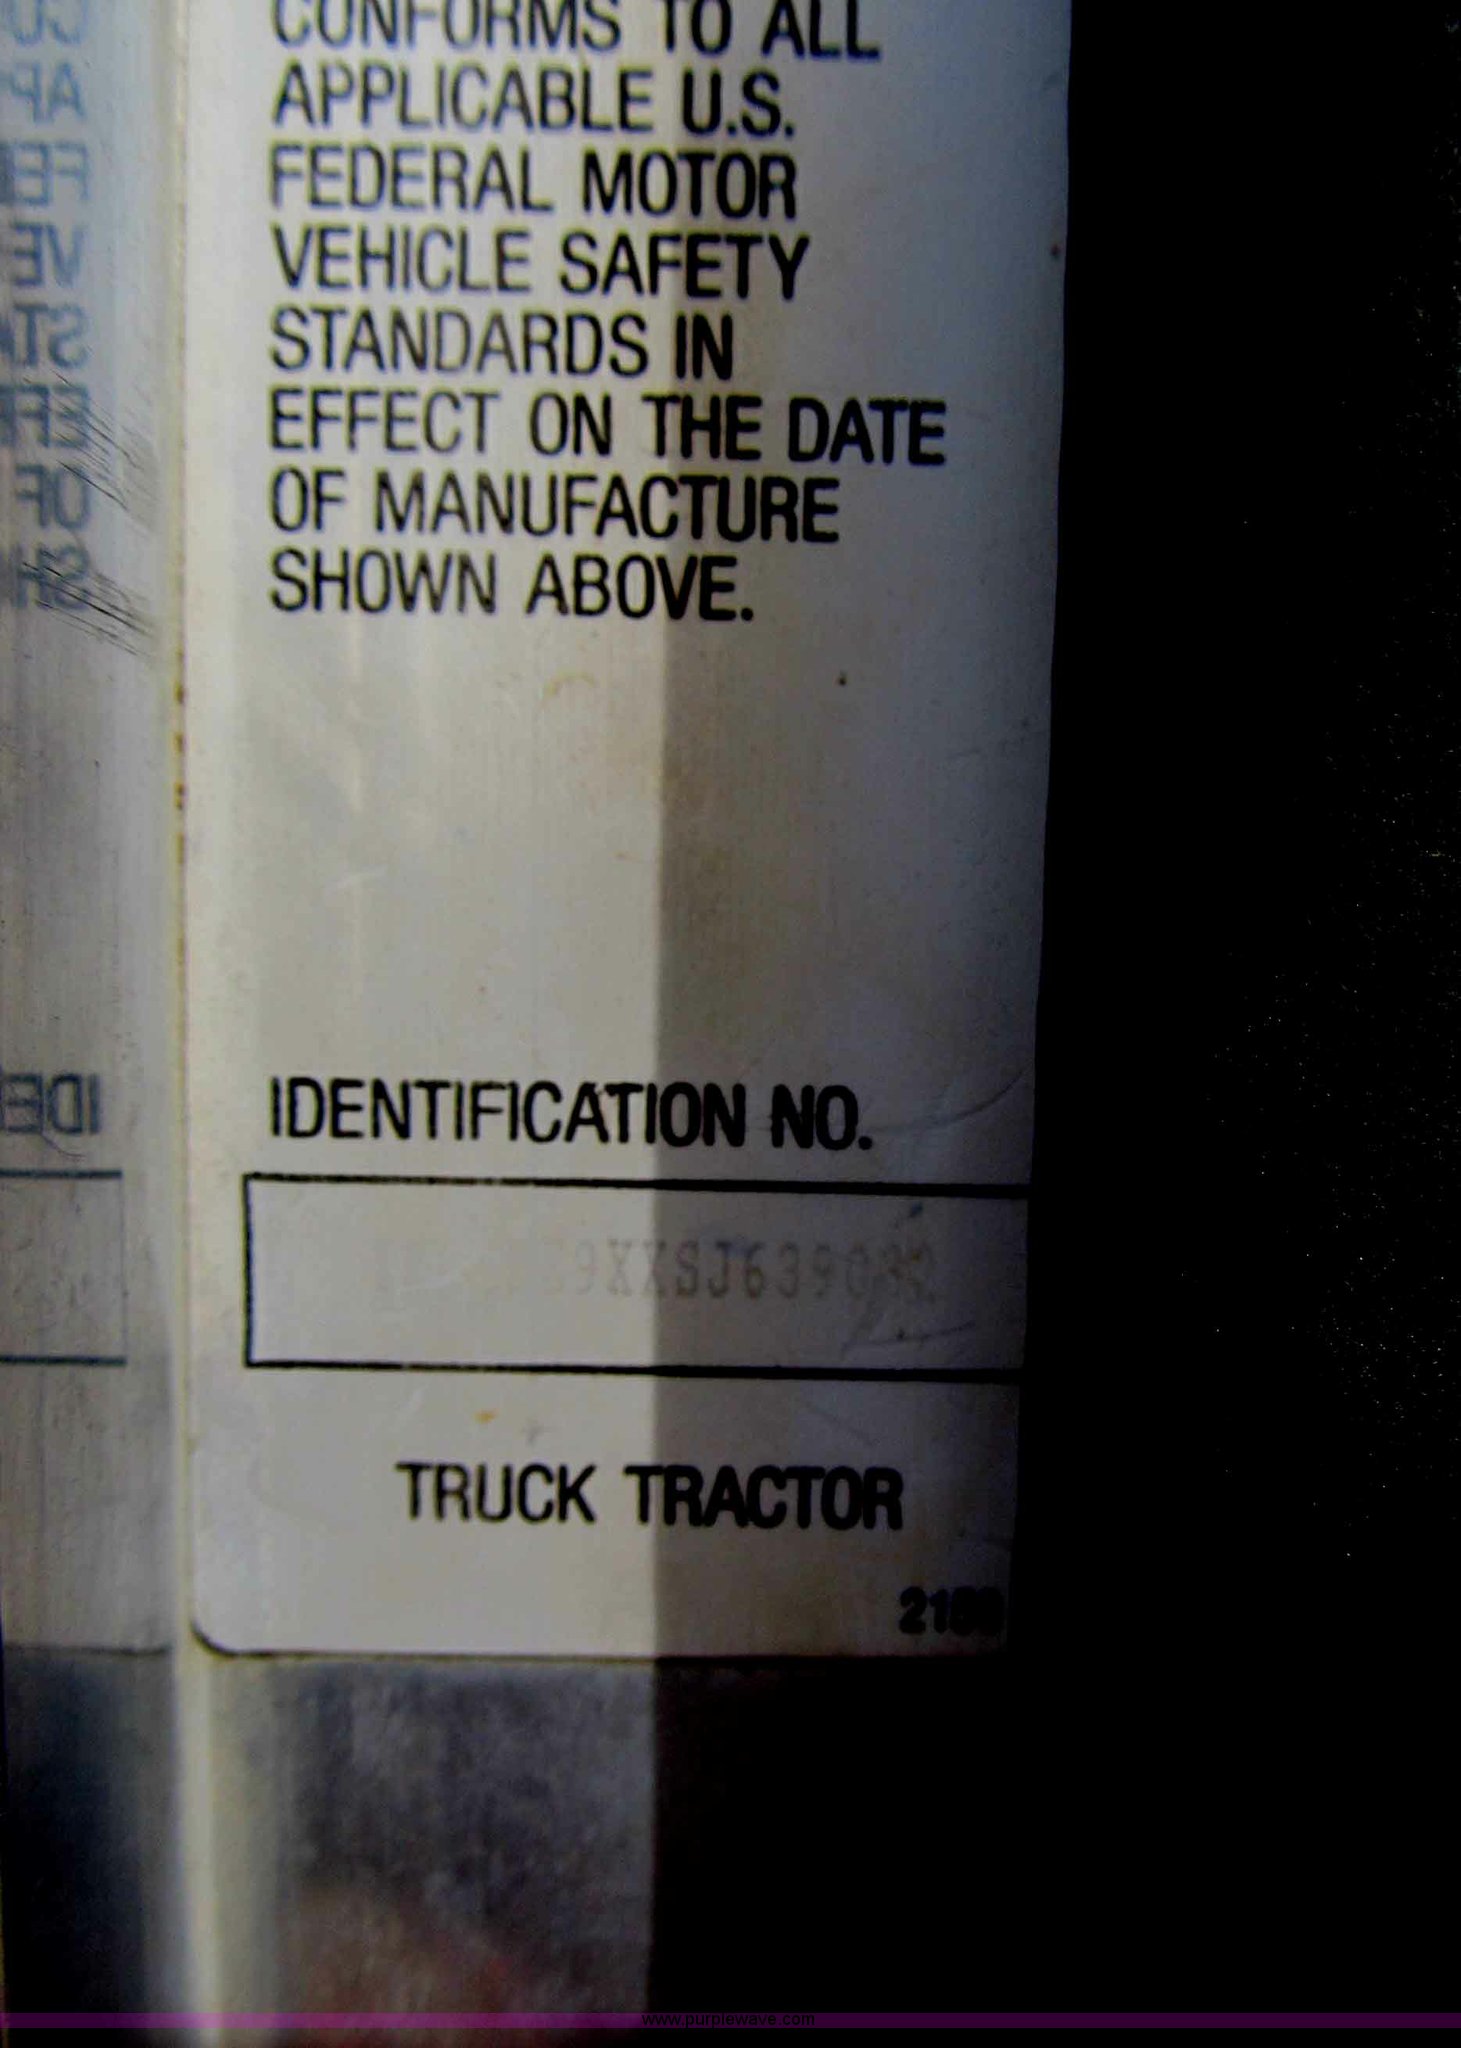 CONFORMS TO ALL
APPLICABLE U.S.
FEDERAL MOTOR
VEHICLE SAFETY
STANDARDS IN
EFFECT ON THE DATE
OF MANUFACTURE
SHOWN ABOVE.
IDENTIFICATION NO.
TRUCK TRACTOR
www.purplewave.com